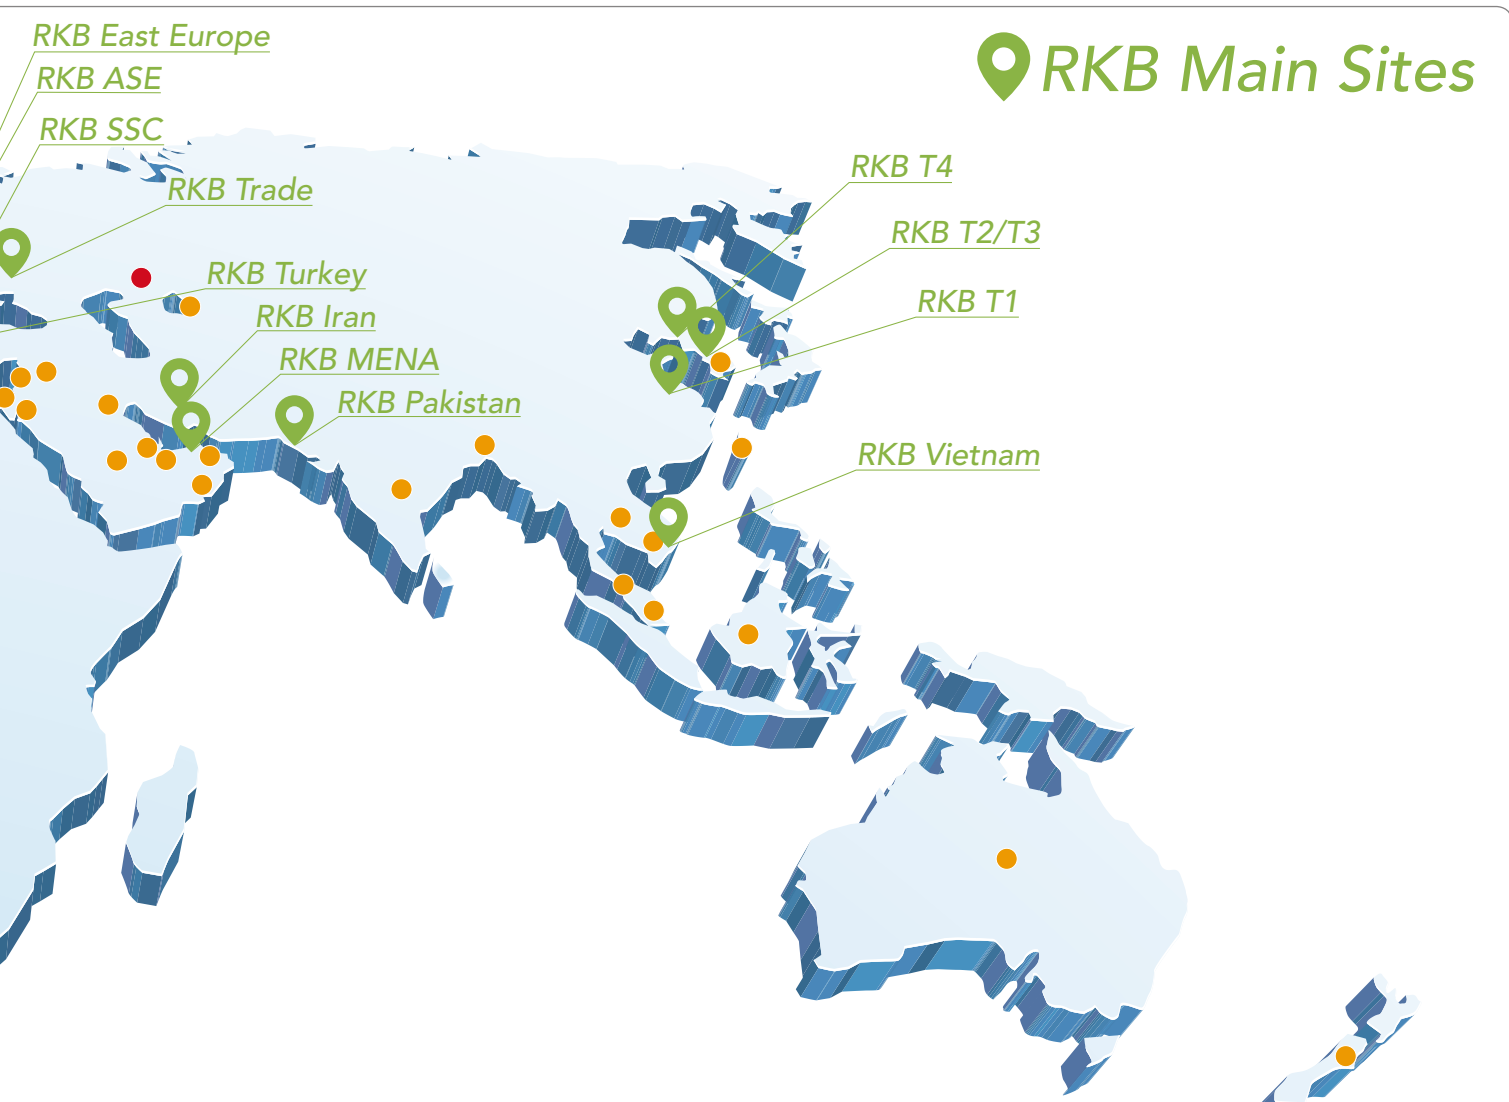 RKB East Europe
RKB Main Sites
RKB ASE
RKB SSC
RKB T4
RKB Trade
RKB T2/T3
RKB Turkey
RKB T1
RKB Iran
RKB MENA
RKB Pakistan
RKB Vietnam